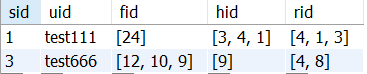 sid uid fid hid rid
1 test111 [24] [3, 4, 1] [4, 1, 3]
3 test666 [12, 10, 9] [9] [4, 8]